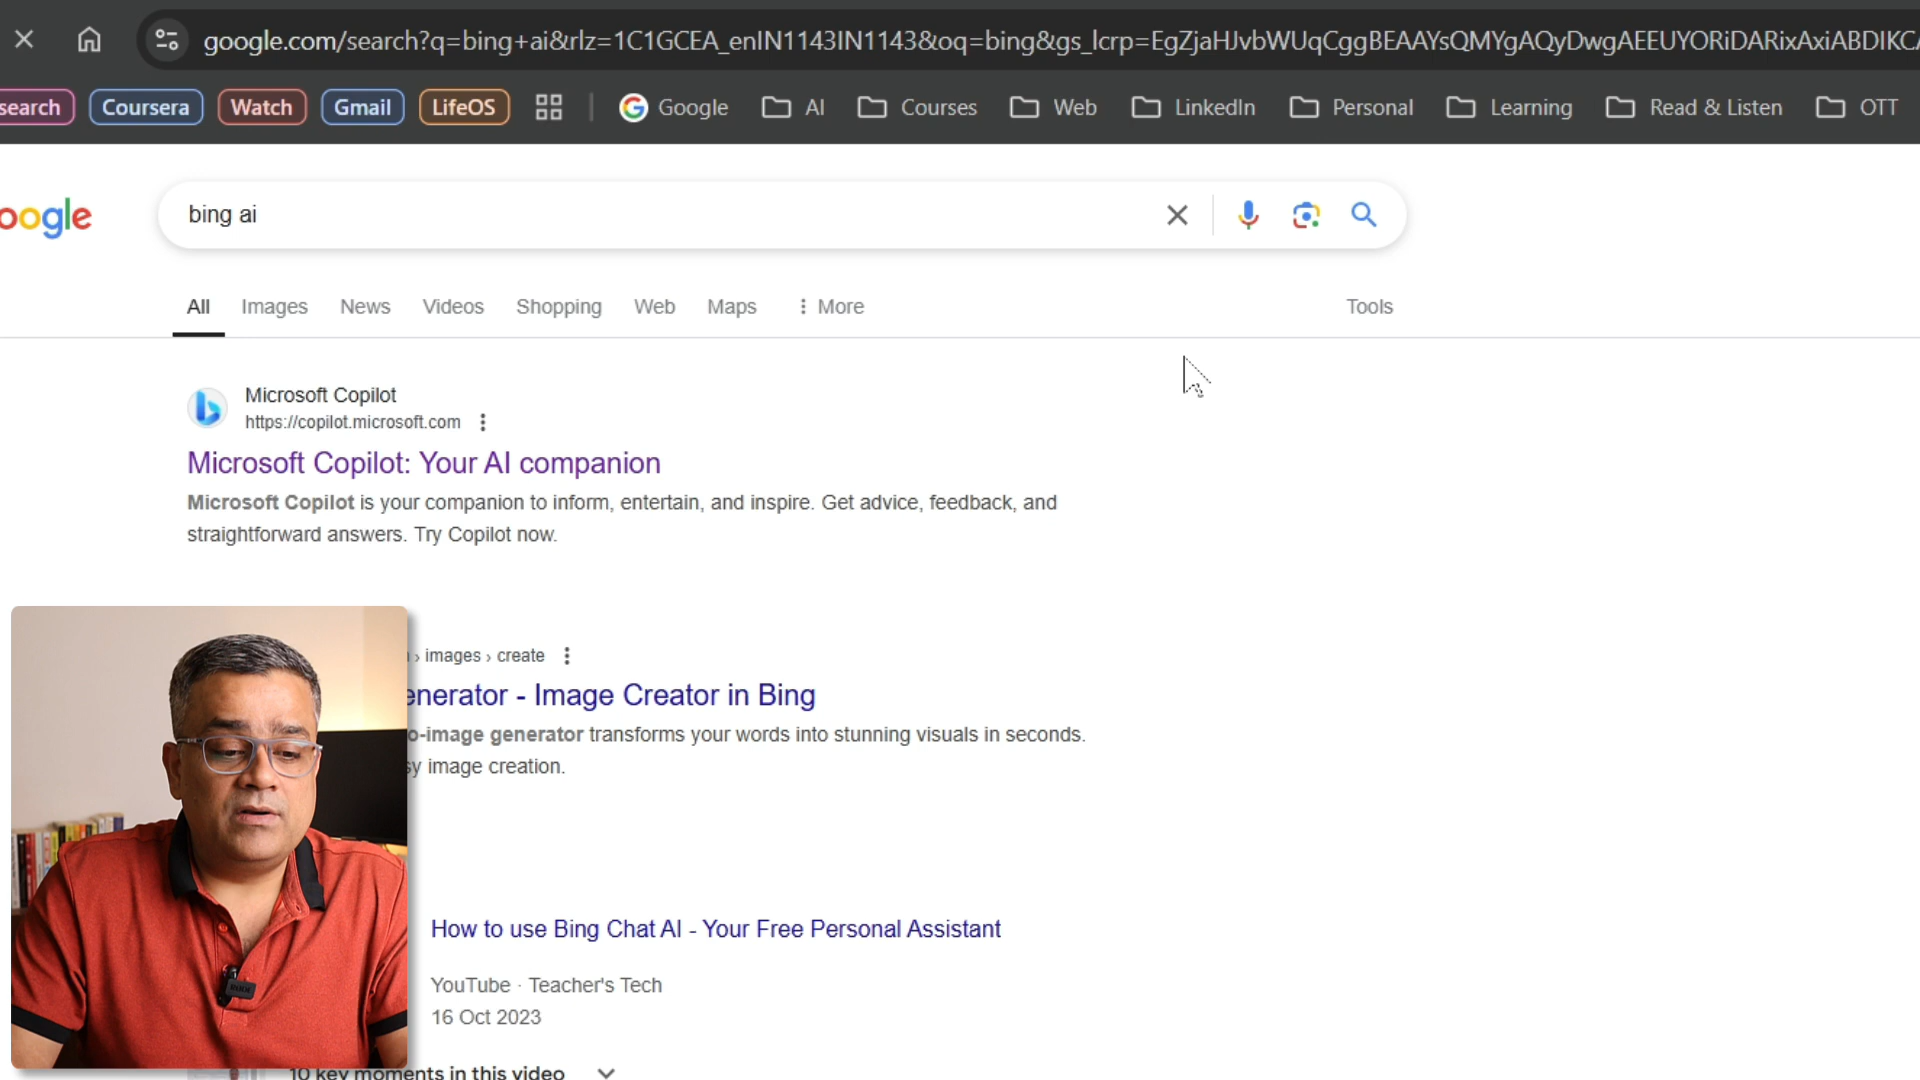 google.com/search?q=bing+ai&rlz=1C1GCEA_enIN1143IN1143&oq=bing&gs_lcrp=EgZjaHJvbWUqCggBEAAYsQMYgAQyDwgAEEUYORiDARixAxiABDIKCA
search Coursera Watch Gmail LifeOS Google AI Courses Web LinkedIn Personal Learning Read & Listen OTT
oogle bing ai
All Images News Videos Shopping Web Maps More Tools
Microsoft Copilot
https://copilot.microsoft.com
Microsoft Copilot: Your AI companion
Microsoft Copilot is your companion to inform, entertain, and inspire. Get advice, feedback, and
straightforward answers. Try Copilot now.
› images › create
enerator - Image Creator in Bing
o-image generator transforms your words into stunning visuals in seconds.
sy image creation.
How to use Bing Chat AI - Your Free Personal Assistant
YouTube · Teacher's Tech
16 Oct 2023
10 key moments in this video